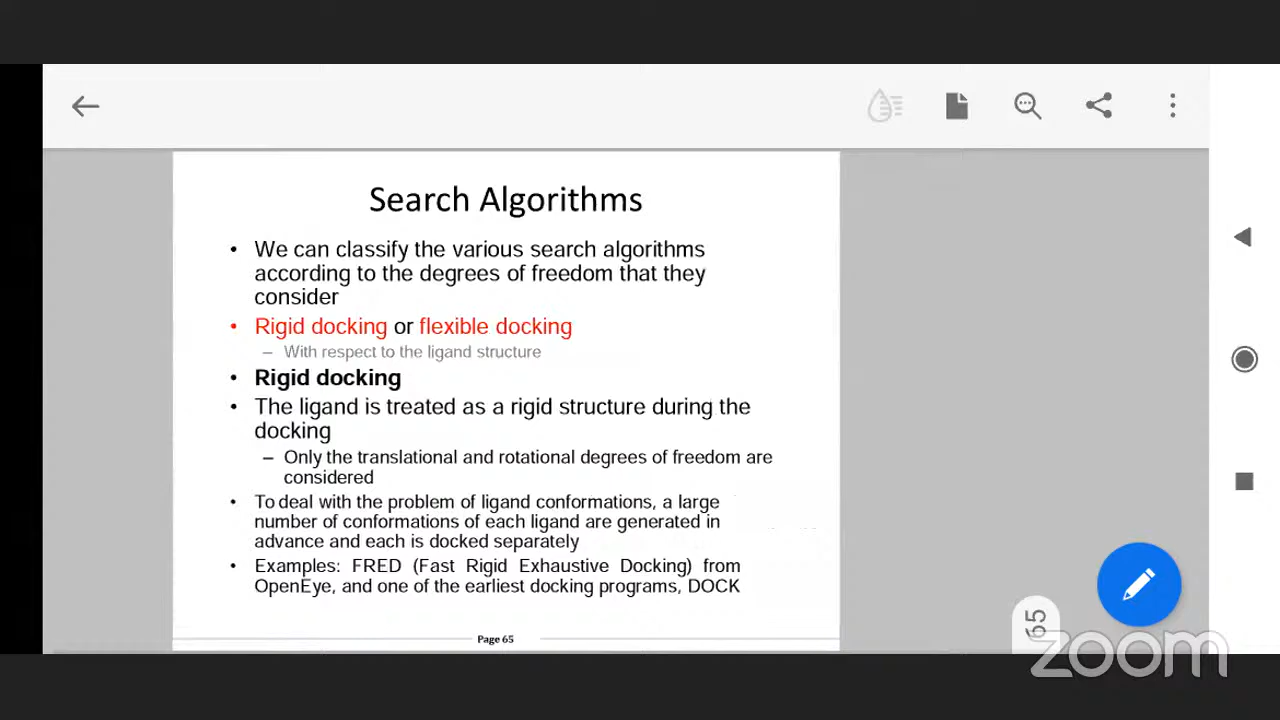 Search Algorithms
• We can classify the various search algorithms
according to the degrees of freedom that they
consider
• Rigid docking or flexible docking
– With respect to the ligand structure
• Rigid docking
• The ligand is treated as a rigid structure during the
docking
– Only the translational and rotational degrees of freedom are
considered
• To deal with the problem of ligand conformations, a large
number of conformations of each ligand are generated in
advance and each is docked separately
• Examples: FRED (Fast Rigid Exhaustive Docking) from
OpenEye, and one of the earliest docking programs, DOCK
Page 65
65
zoom